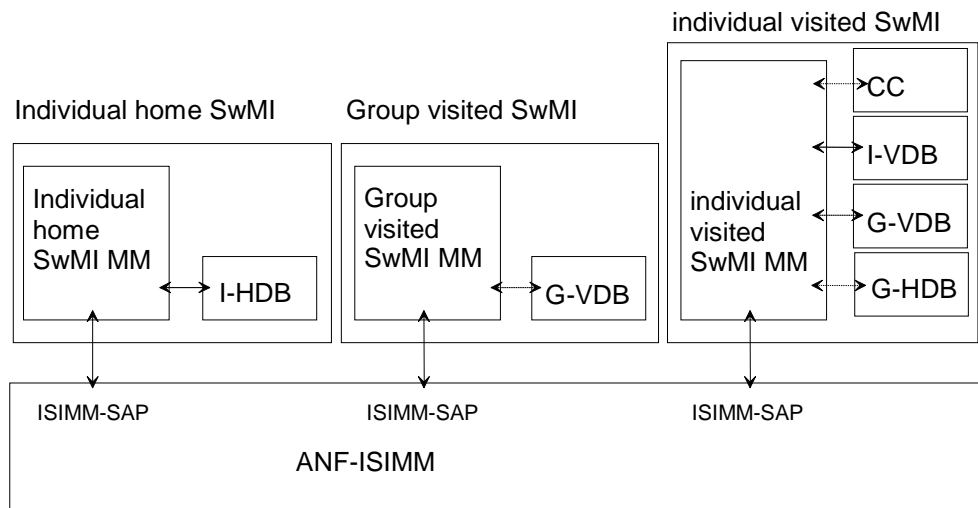 individual visited SwMI
Individual home SwMI
Group visited SwMI
Individual
home
SwMI MM
I-HDB
Group
visited
SwMI MM
G-VDB
individual
visited
SwMI MM
CC
I-VDB
G-VDB
G-HDB
ISIMM-SAP
ISIMM-SAP
ISIMM-SAP
ANF-ISIMM